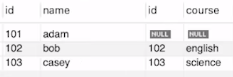 id name id course
101 adam NULL NULL
102 bob 102 english
103 casey 103 science